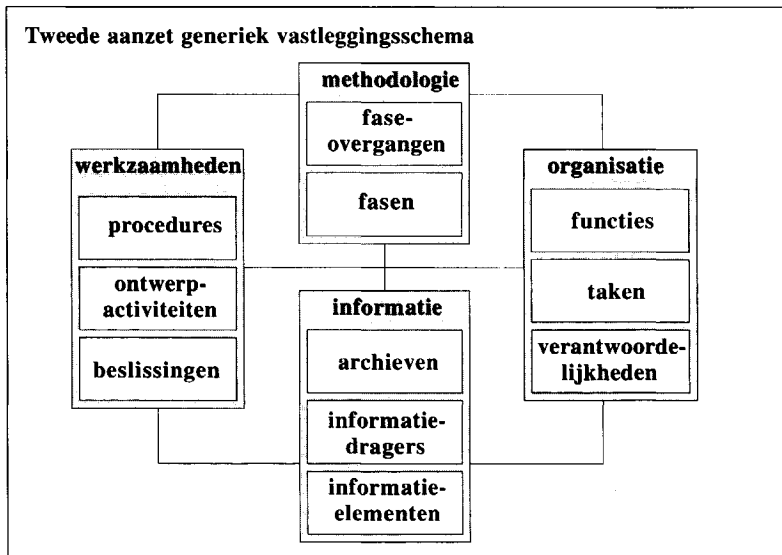 Tweede aanzet generiek vastleggingsschema
methodologie
fase-
overgangen
fasen
werkzaamheden
procedures
ontwerp-
activiteiten
beslissingen
organisatie
functies
taken
verantwoorde-
lijkheden
informatie
archieven
informatie-
dragers
informatie-
elementen